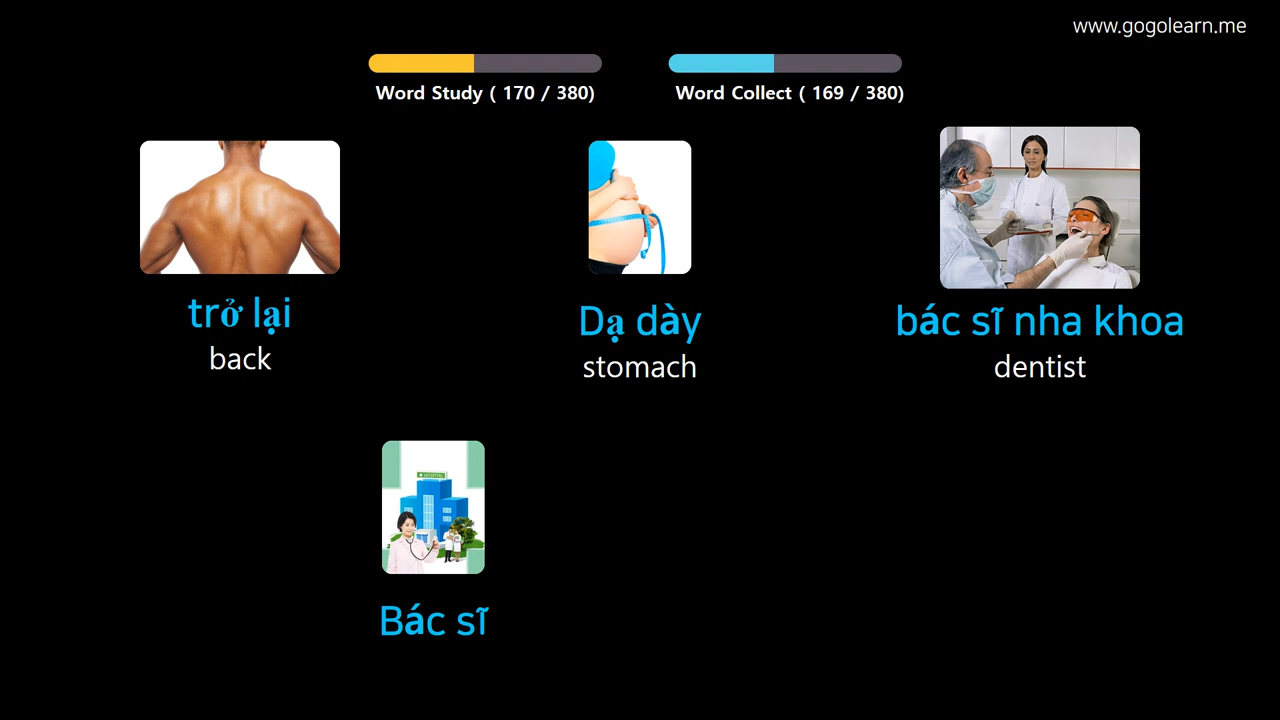 www.gogolearn.me
Word Study ( 170 / 380)
Word Collect ( 169 / 380)
trở lại
back
Dạ dày
stomach
bác sĩ nha khoa
dentist
HOSPITAL
Bác sĩ